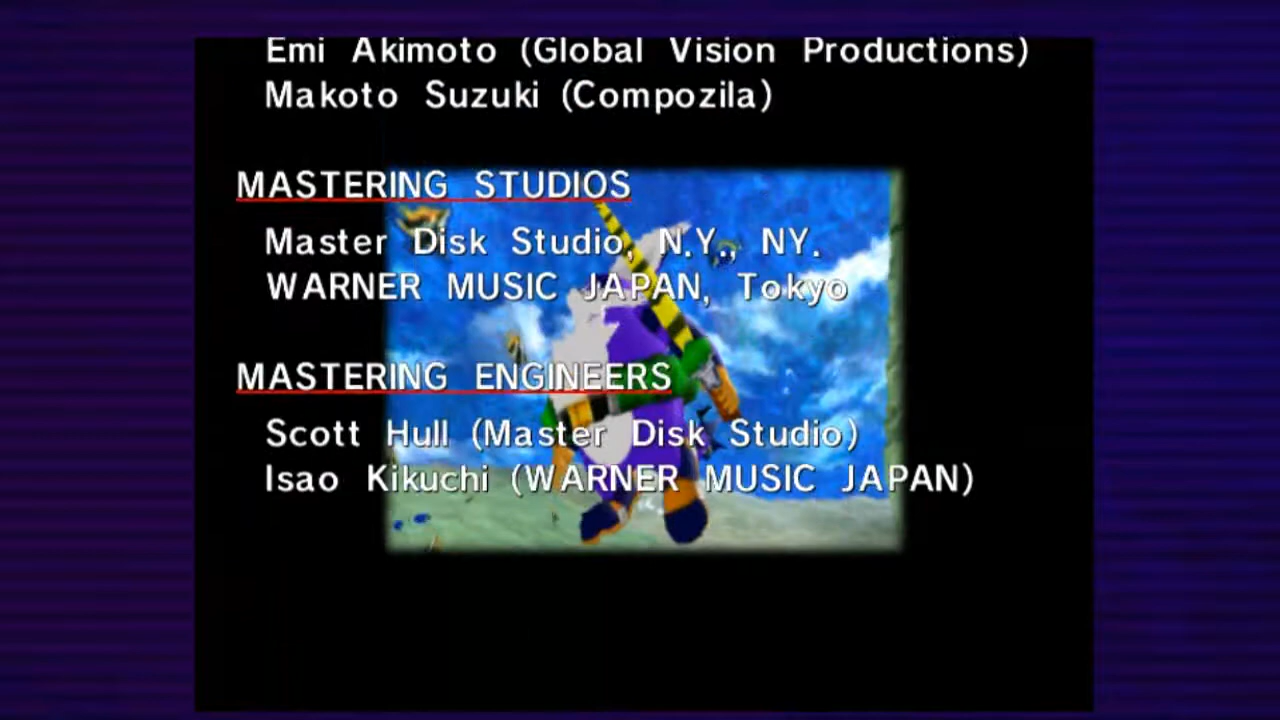 Emi Akimoto (Global Vision Productions)
Makoto Suzuki (Compozila)
MASTERING STUDIOS
Master Disk Studio, N.Y., NY.
WARNER MUSIC JAPAN, Tokyo
MASTERING ENGINEERS
Scott Hull (Master Disk Studio)
Isao Kikuchi (WARNER MUSIC JAPAN)